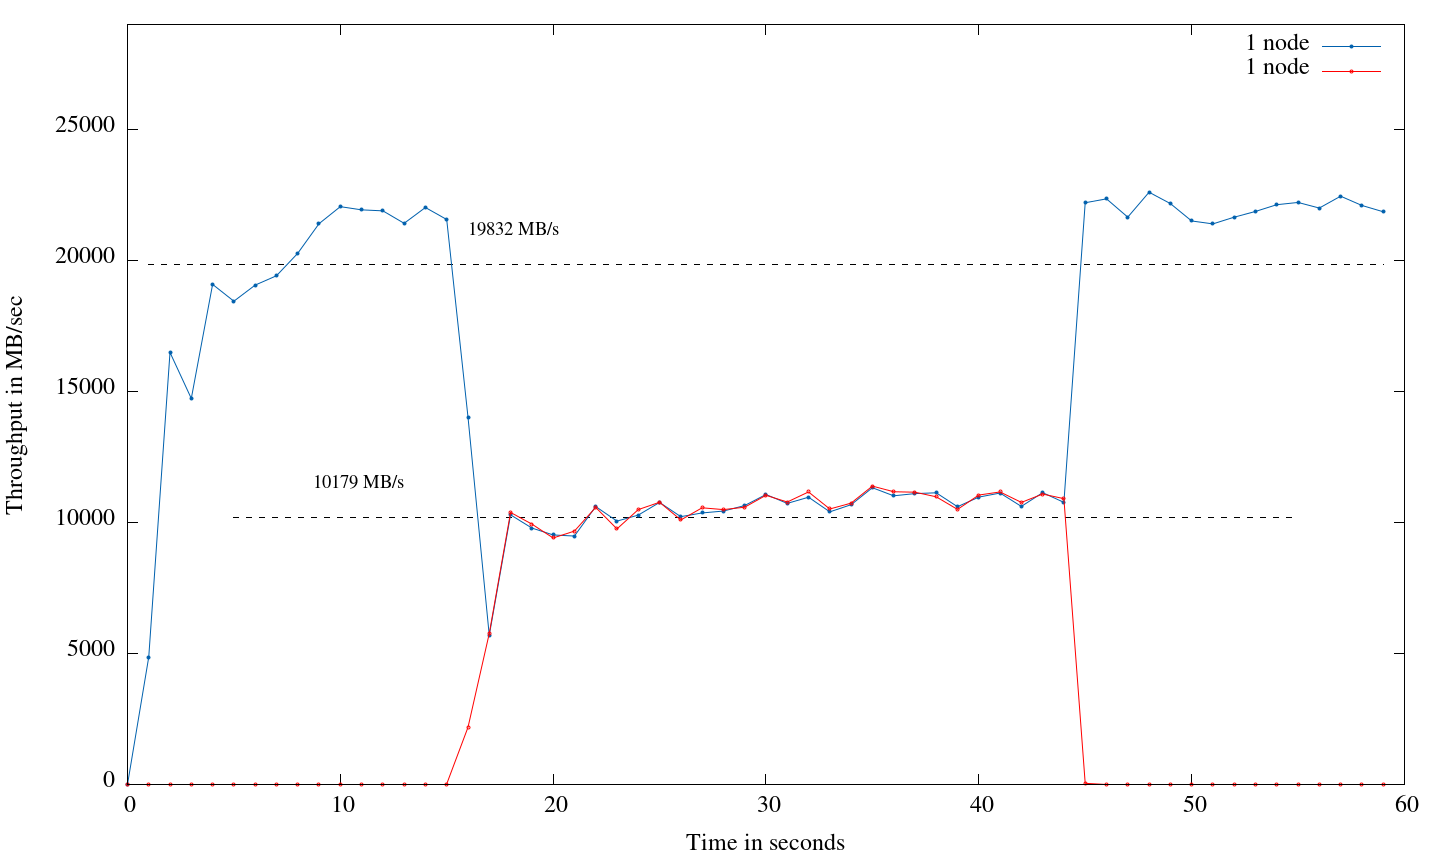 1 node
1 node
25000
19832 MB/s
20000
15000
10179 MB/s
10000
5000
0
Throughput in MB/sec
0 10 20 30 40 50 60
Time in seconds